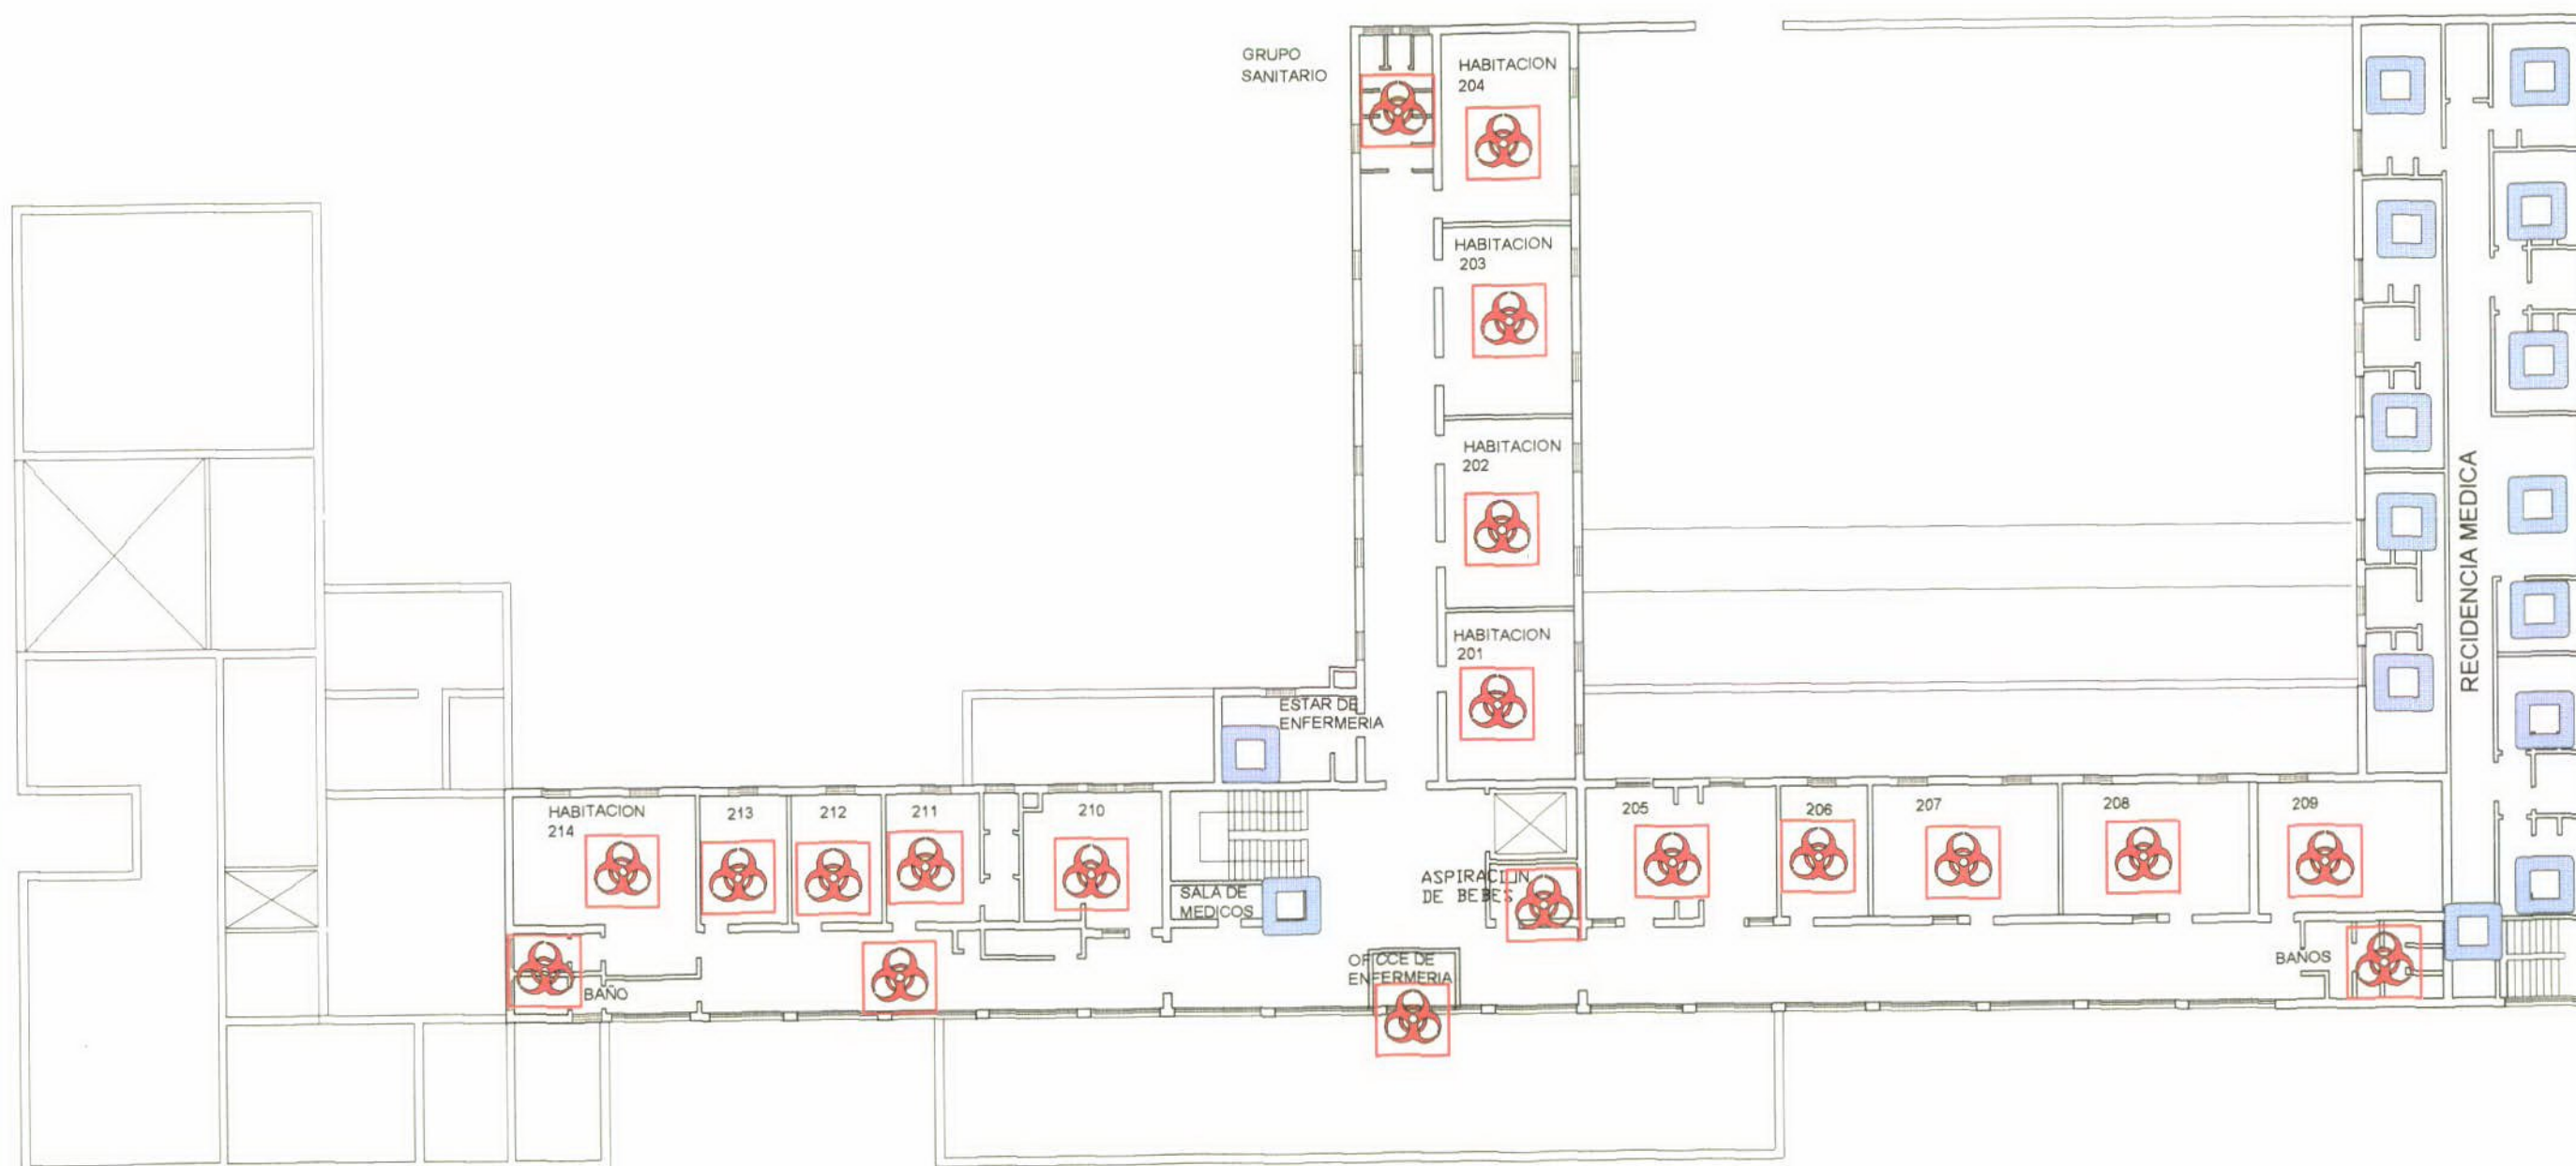 GRUPO
SANITARIO
HABITACION
204
HABITACION
203
HABITACION
202
HABITACION
201
RECIDENCIA MEDICA
ESTAR DE
ENFERMERIA
HABITACION
214
213
212
211
210
205
206
207
208
209
SALA DE
MEDICOS
ASPIRACION
DE BEBES
OFICCE DE
ENFERMERIA
BAÑO
BAÑOS